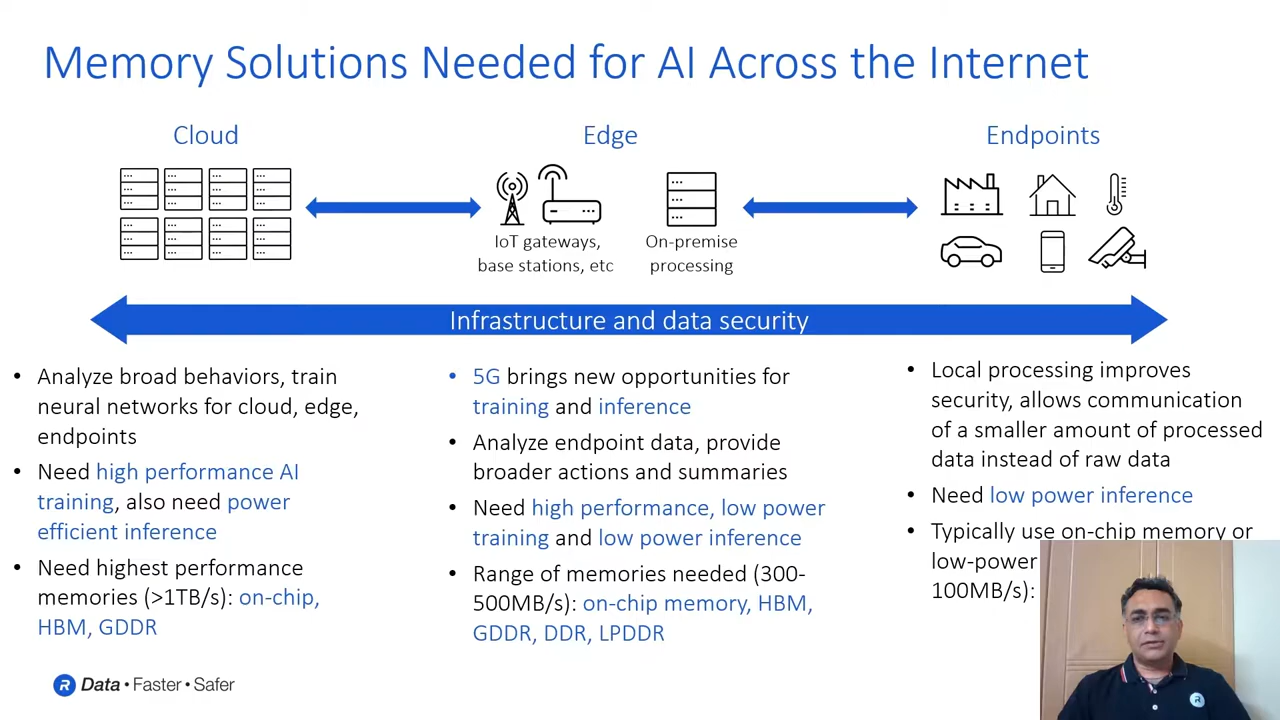 Memory Solutions Needed for AI Across the Internet
Cloud
Edge
Endpoints
IoT gateways,
base stations, etc
On-premise
processing
Infrastructure and data security
• Analyze broad behaviors, train
neural networks for cloud, edge,
endpoints
• Need high performance AI
training, also need power
efficient inference
• Need highest performance
memories (>1TB/s): on-chip,
HBM, GDDR
• 5G brings new opportunities for
training and inference
• Analyze endpoint data, provide
broader actions and summaries
• Need high performance, low power
training and low power inference
• Range of memories needed (300-
500MB/s): on-chip memory, HBM,
GDDR, DDR, LPDDR
• Local processing improves
security, allows communication
of a smaller amount of processed
data instead of raw data
• Need low power inference
• Typically use on-chip memory or
low-power
100MB/s):
R Data • Faster • Safer